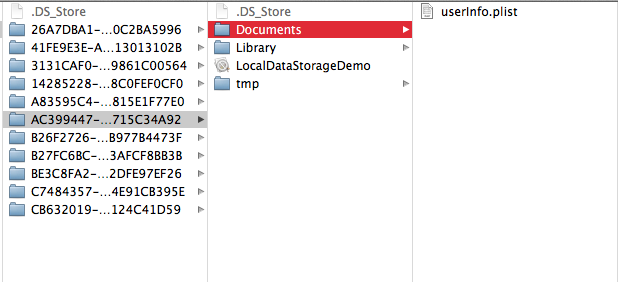 .DS_Store
26A7DBA1-...0C2BA5996
41FE9E3E-A...13013102B
3131CAF0-...9861C00564
14285228-...8C0FEF0CF0
A83595C4-...815E1F77E0
AC399447-...715C34A92
B26F2726-...B977B4473F
B27FC6BC-...3AFCF8BB3B
BE3C8FA2-...2DFE97EF26
C7484357-...4E91CB395E
CB632019-...124C41D59
.DS_Store
Documents
Library
LocalDataStorageDemo
tmp
userInfo.plist